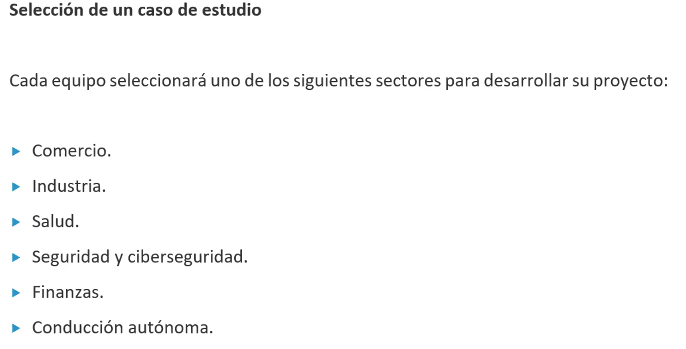 Selección de un caso de estudio
Cada equipo seleccionará uno de los siguientes sectores para desarrollar su proyecto:
Comercio.
Industria.
Salud.
Seguridad y ciberseguridad.
Finanzas.
Conducción autónoma.